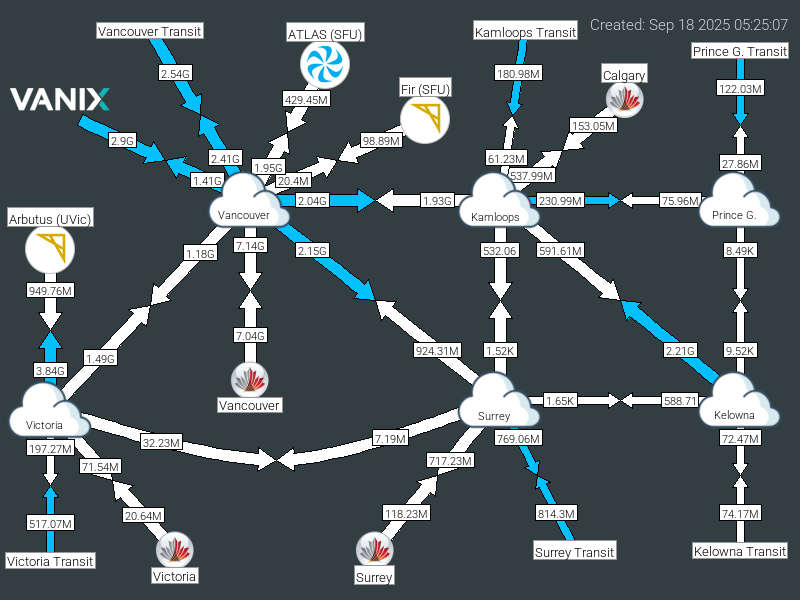 Created: Sep 18 2025 05:25:07
Vancouver Transit
ATLAS (SFU)
Kamloops Transit
Prince G. Transit
2.54G
180.98M
Calgary
122.03M
VANIX
429.45M
Fir (SFU)
153.05M
2.9G
98.89M
2.41G
1.95G
61.23M
27.86M
1.41G
20.4M
537.99M
2.04G
1.93G
230.99M
75.96M
Arbutus (UVic)
Vancouver
Kamloops
Prince G.
1.18G
7.14G
2.15G
532.06
591.61M
8.49K
949.76M
7.04G
1.49G
924.31M
1.52K
2.21G
9.52K
3.84G
Vancouver
1.65K
588.71
Victoria
Surrey
Kelowna
197.27M
32.23M
7.19M
769.06M
72.47M
71.54M
717.23M
517.07M
20.64M
118.23M
814.3M
74.17M
Victoria Transit
Victoria
Surrey
Surrey Transit
Kelowna Transit